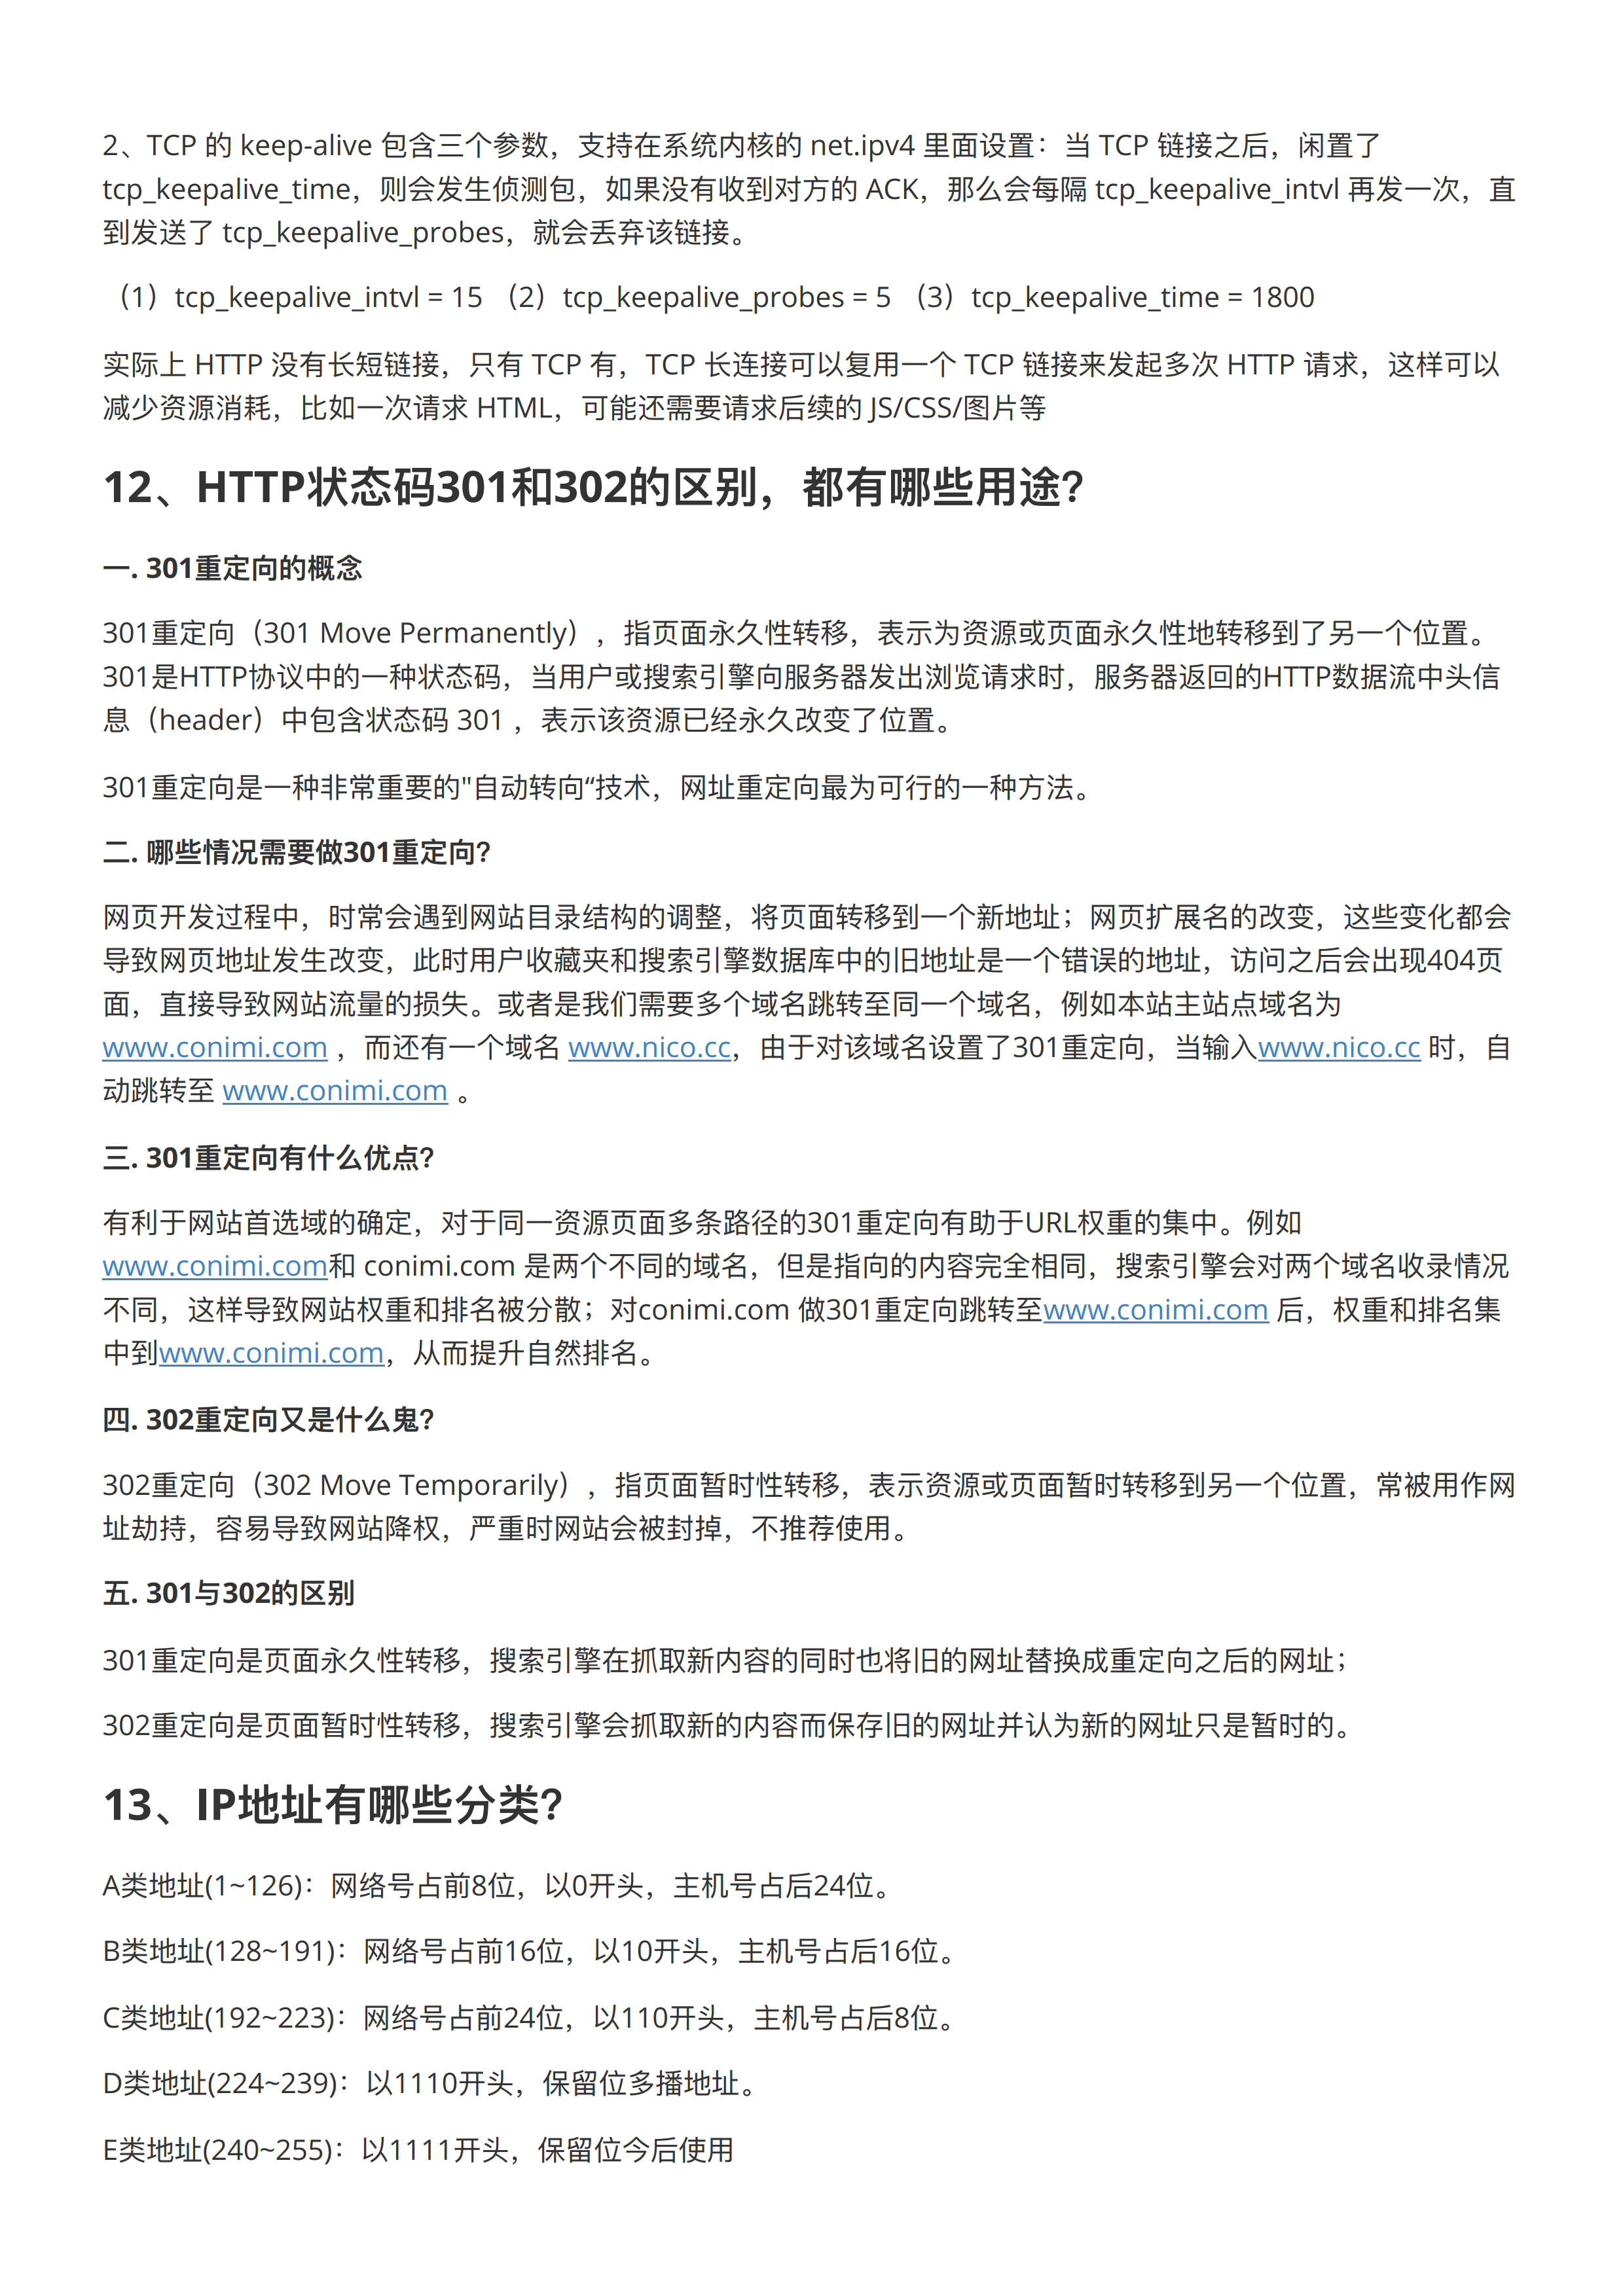 2、TCP 的 keep-alive 包含三个参数，支持在系统内核的 net.ipv4 里面设置：当 TCP 链接之后，闲置了
tcp_keepalive_time，则会发生侦测包，如果没有收到对方的 ACK，那么会每隔 tcp_keepalive_intvl 再发一次，直
到发送了 tcp_keepalive_probes，就会丢弃该链接。
（1）tcp_keepalive_intvl = 15 （2）tcp_keepalive_probes = 5 （3）tcp_keepalive_time = 1800
实际上 HTTP 没有长短链接，只有 TCP 有，TCP 长连接可以复用一个 TCP 链接来发起多次 HTTP 请求，这样可以
减少资源消耗，比如一次请求 HTML，可能还需要请求后续的 JS/CSS/图片等
12、HTTP状态码301和302的区别，都有哪些用途？
一. 301重定向的概念
301重定向（301 Move Permanently），指页面永久性转移，表示为资源或页面永久性地转移到了另一个位置。
301是HTTP协议中的一种状态码，当用户或搜索引擎向服务器发出浏览请求时，服务器返回的HTTP数据流中头信
息（header）中包含状态码 301 ，表示该资源已经永久改变了位置。
301重定向是一种非常重要的"自动转向“技术，网址重定向最为可行的一种方法。
二. 哪些情况需要做301重定向？
网页开发过程中，时常会遇到网站目录结构的调整，将页面转移到一个新地址；网页扩展名的改变，这些变化都会
导致网页地址发生改变，此时用户收藏夹和搜索引擎数据库中的旧地址是一个错误的地址，访问之后会出现404页
面，直接导致网站流量的损失。或者是我们需要多个域名跳转至同一个域名，例如本站主站点域名为
www.conimi.com ，而还有一个域名 www.nico.cc，由于对该域名设置了301重定向，当输入www.nico.cc 时，自
动跳转至 www.conimi.com 。
三. 301重定向有什么优点？
有利于网站首选域的确定，对于同一资源页面多条路径的301重定向有助于URL权重的集中。例如
www.conimi.com和 conimi.com 是两个不同的域名，但是指向的内容完全相同，搜索引擎会对两个域名收录情况
不同，这样导致网站权重和排名被分散；对conimi.com 做301重定向跳转至www.conimi.com 后，权重和排名集
中到www.conimi.com，从而提升自然排名。
四. 302重定向又是什么鬼？
302重定向（302 Move Temporarily），指页面暂时性转移，表示资源或页面暂时转移到另一个位置，常被用作网
址劫持，容易导致网站降权，严重时网站会被封掉，不推荐使用。
五. 301与302的区别
301重定向是页面永久性转移，搜索引擎在抓取新内容的同时也将旧的网址替换成重定向之后的网址；
302重定向是页面暂时性转移，搜索引擎会抓取新的内容而保存旧的网址并认为新的网址只是暂时的。
13、IP地址有哪些分类？
A类地址(1~126)：网络号占前8位，以0开头，主机号占后24位。
B类地址(128~191)：网络号占前16位，以10开头，主机号占后16位。
C类地址(192~223)：网络号占前24位，以110开头，主机号占后8位。
D类地址(224~239)：以1110开头，保留位多播地址。
E类地址(240~255)：以1111开头，保留位今后使用